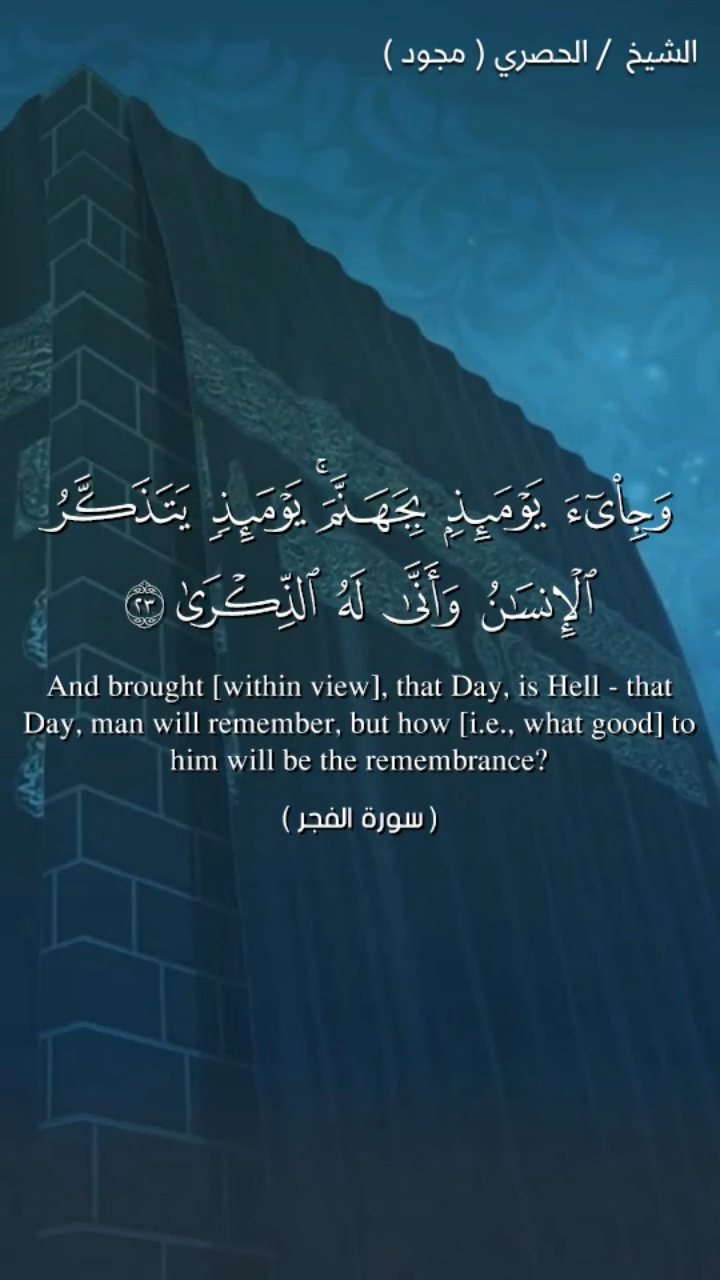 الشيخ / الحصري ( مجود )
وَجِا۟ىٓءَ يَوْمَئِذٍۭ بِجَهَنَّمَ ۚ يَوْمَئِذٍ يَتَذَكَّرُ
ٱلْإِنسَـٰنُ وَأَنَّىٰ لَهُ ٱلذِّكْرَىٰ ٢٣
And brought [within view], that Day, is Hell - that
Day, man will remember, but how [i.e., what good] to
him will be the remembrance?
( سورة الفجر )